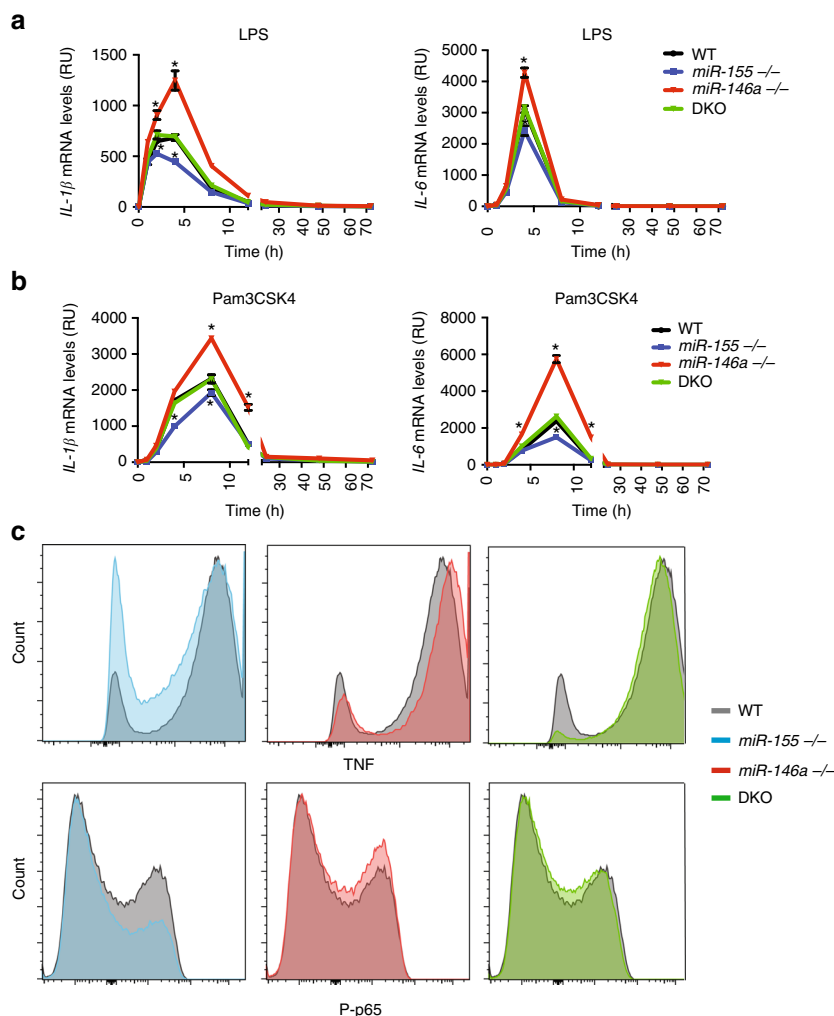 a
LPS
IL-1β mRNA levels (RU)
1500
1000
500
0
0
5
10
30
40
50
60
70
Time (h)
LPS
IL-6 mRNA levels (RU)
5000
4000
3000
2000
1000
0
0
5
10
30
40
50
60
70
Time (h)
WT
miR-155 –/–
miR-146a –/–
DKO
b
Pam3CSK4
IL-1β mRNA levels (RU)
4000
3000
2000
1000
0
0
5
10
30
40
50
60
70
Time (h)
Pam3CSK4
IL-6 mRNA levels (RU)
8000
6000
4000
2000
0
0
5
10
30
40
50
60
70
Time (h)
WT
miR-155 –/–
miR-146a –/–
DKO
c
Count
TNF
Count
P-p65
WT
miR-155 –/–
miR-146a –/–
DKO